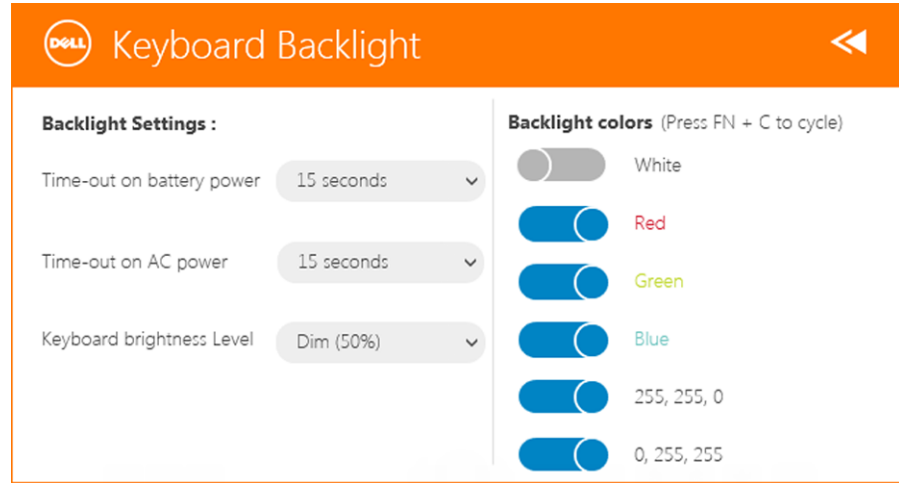 DELL Keyboard Backlight
Backlight Settings :
Time-out on battery power 15 seconds
Time-out on AC power 15 seconds
Keyboard brightness Level Dim (50%)
Backlight colors (Press FN + C to cycle)
White
Red
Green
Blue
255, 255, 0
0, 255, 255